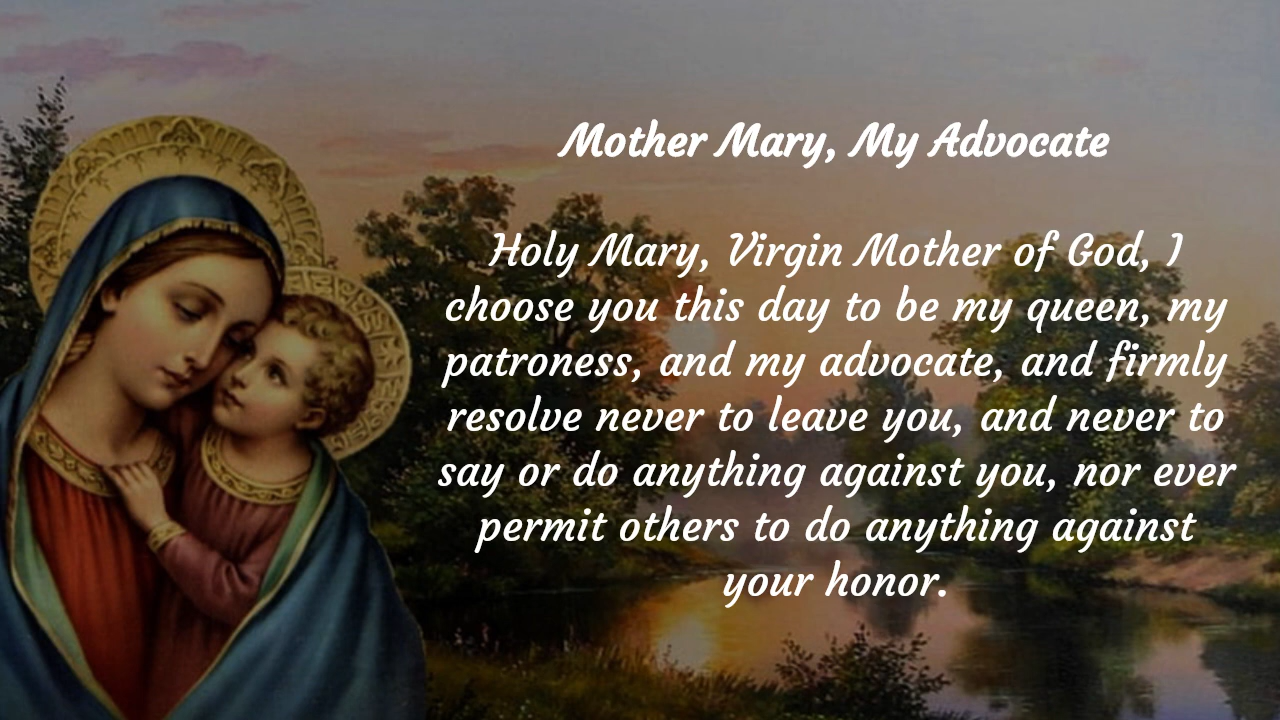 Mother Mary, My Advocate
Holy Mary, Virgin Mother of God, I
choose you this day to be my queen, my
patroness, and my advocate, and firmly
resolve never to leave you, and never to
say or do anything against you, nor ever
permit others to do anything against
your honor.